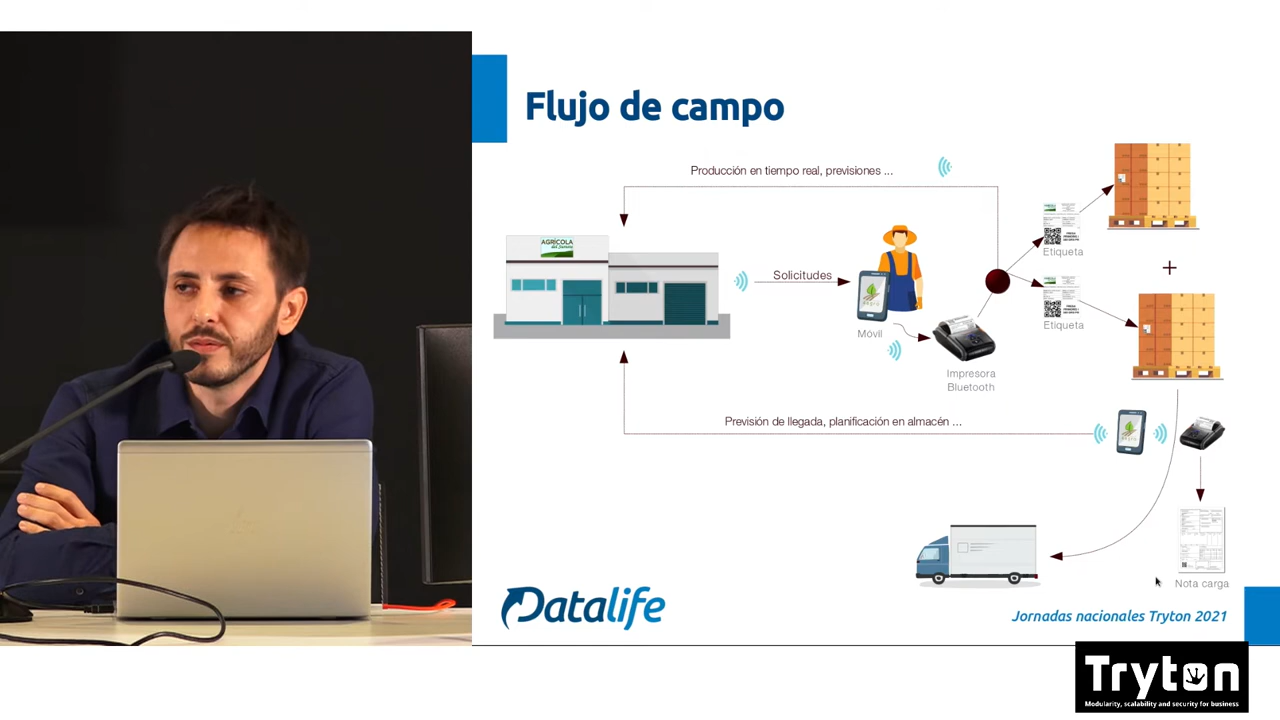 Flujo de campo
Producción en tiempo real, previsiones ...
AGRÍCOLA
Solicitudes
Etiqueta
+
Móvil
Etiqueta
Impresora
Bluetooth
Previsión de llegada, planificación en almacén ...
Nota carga
Datalife
Jornadas nacionales Tryton 2021
Tryton
Modularity, scalability and security for business